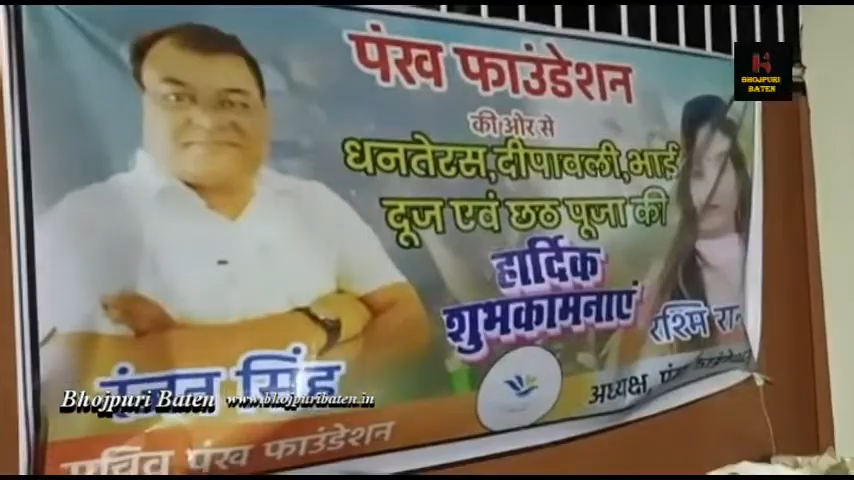 पंख फाउंडेशन
BHOJPURI
BATEN
की ओर से
धनतेरस,दीपावली,भाई
दूज एवं छठ पूजा की
हार्दिक
शुभकामनाएं
रश्मि
रंजन सिंह
अध्यक्ष, पंख
Bhojpuri Baten www.bhojpuribaten.in
सचिव पंख फाउंडेशन